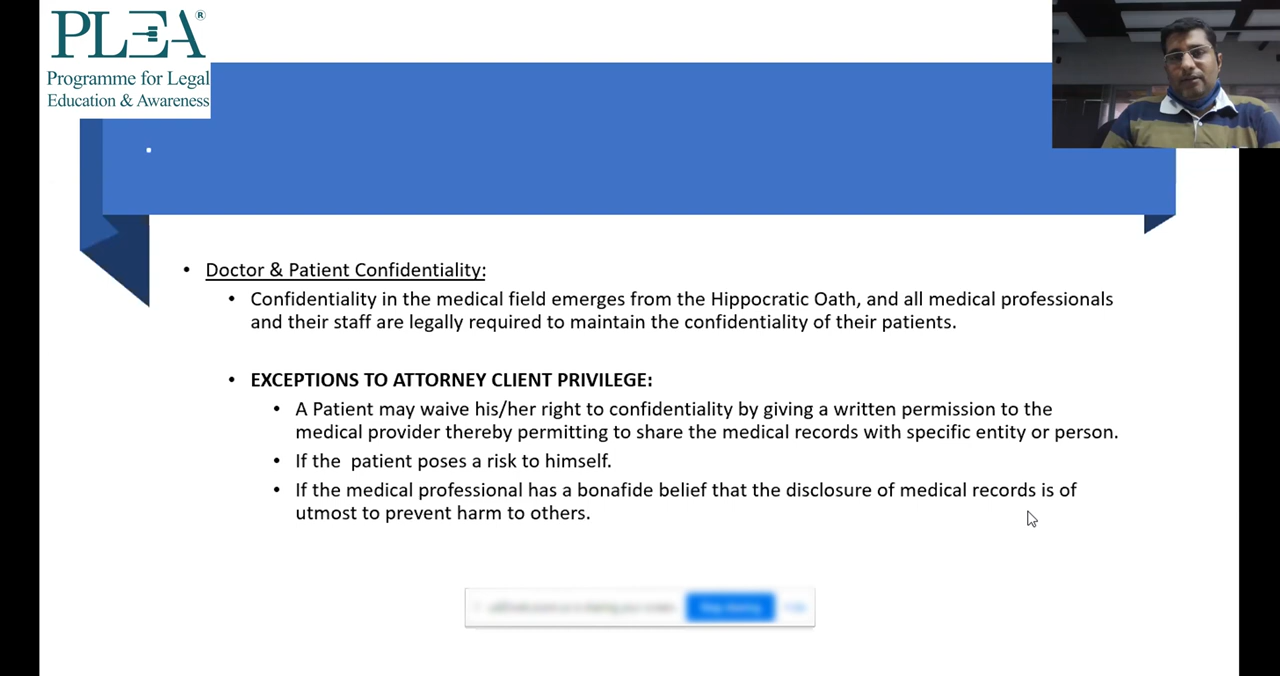 PLEA®
Programme for Legal
Education & Awareness
• Doctor & Patient Confidentiality:
• Confidentiality in the medical field emerges from the Hippocratic Oath, and all medical professionals
and their staff are legally required to maintain the confidentiality of their patients.
• EXCEPTIONS TO ATTORNEY CLIENT PRIVILEGE:
• A Patient may waive his/her right to confidentiality by giving a written permission to the
medical provider thereby permitting to share the medical records with specific entity or person.
• If the patient poses a risk to himself.
• If the medical professional has a bonafide belief that the disclosure of medical records is of
utmost to prevent harm to others.